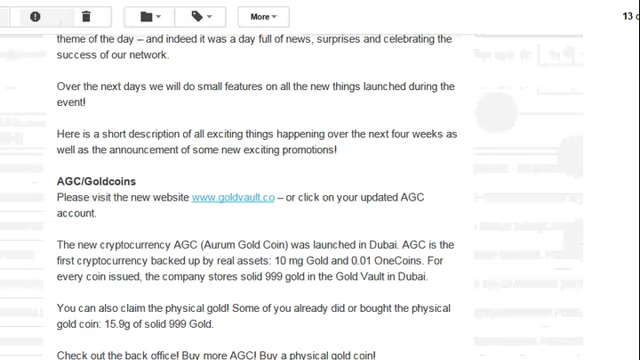 More
13 o
theme of the day – and indeed it was a day full of news, surprises and celebrating the
success of our network.
Over the next days we will do small features on all the new things launched during the
event!
Here is a short description of all exciting things happening over the next four weeks as
well as the announcement of some new exciting promotions!
AGC/Goldcoins
Please visit the new website www.goldvault.co – or click on your updated AGC
account.
The new cryptocurrency AGC (Aurum Gold Coin) was launched in Dubai. AGC is the
first cryptocurrency backed up by real assets: 10 mg Gold and 0.01 OneCoins. For
every coin issued, the company stores solid 999 gold in the Gold Vault in Dubai.
You can also claim the physical gold! Some of you already did or bought the physical
gold coin: 15.9g of solid 999 Gold.
Check out the back office! Buy more AGC! Buy a physical gold coin!